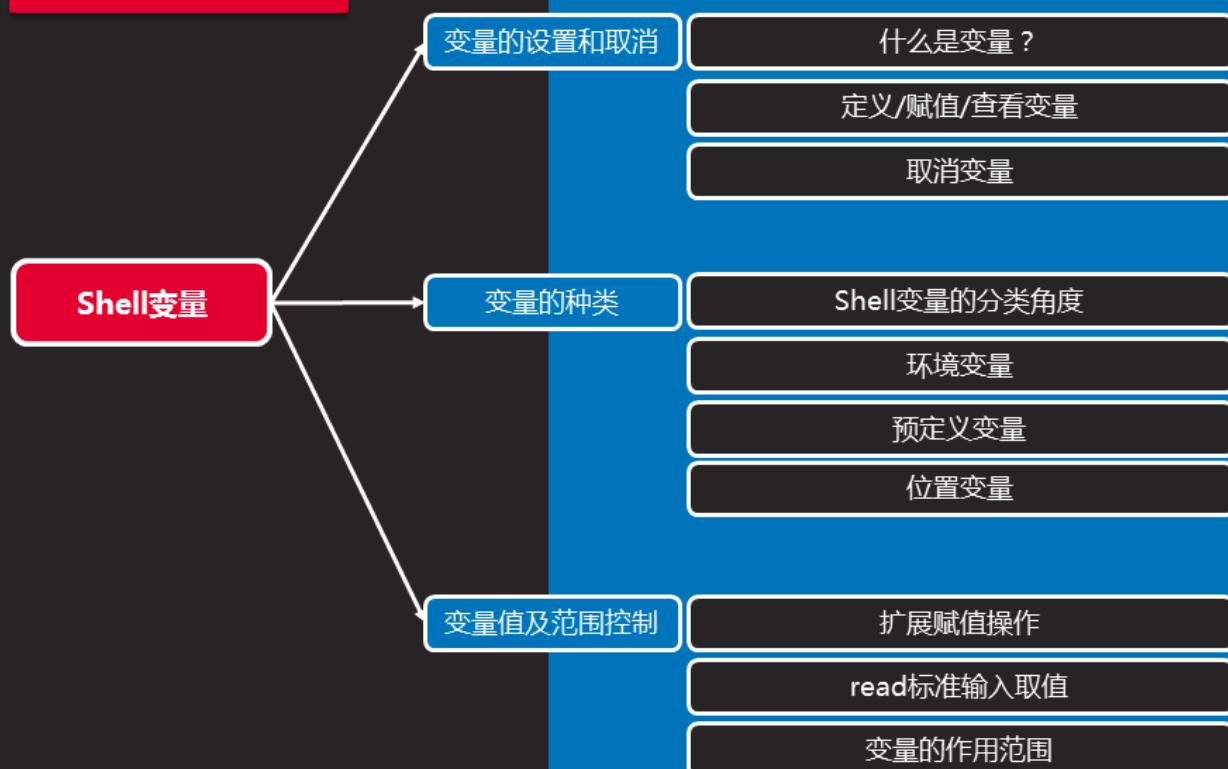 变量的设置和取消
什么是变量？
定义/赋值/查看变量
取消变量
Shell变量
变量的种类
Shell变量的分类角度
环境变量
预定义变量
位置变量
变量值及范围控制
扩展赋值操作
read标准输入取值
变量的作用范围